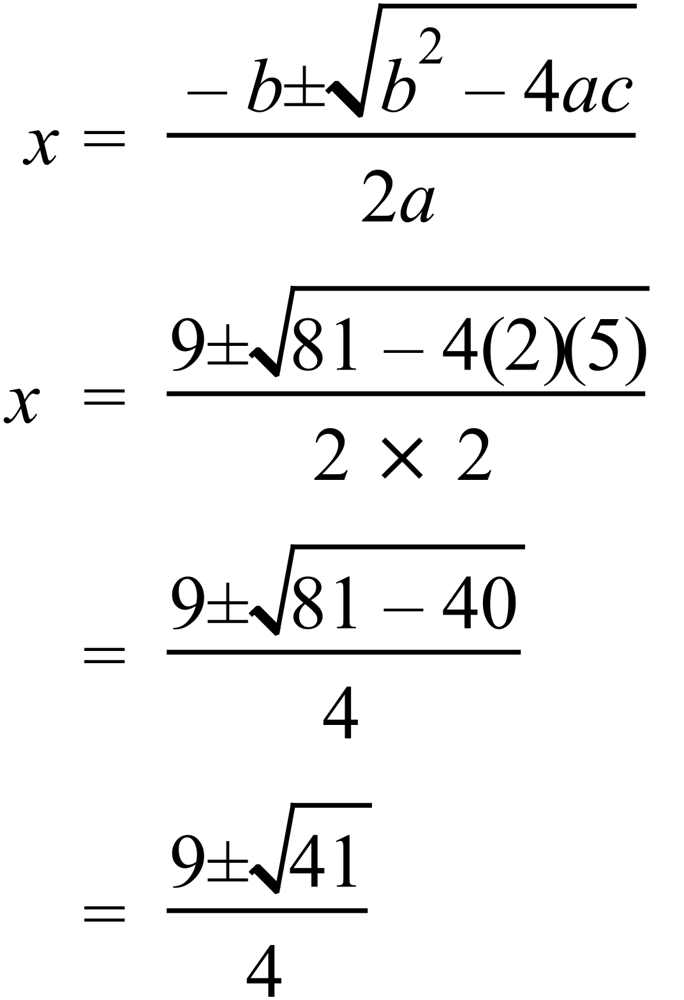 x = (– b ± √(b² – 4ac)) / 2a
x = (9 ± √(81 – 4(2)(5))) / (2 × 2)
= (9 ± √(81 – 40)) / 4
= (9 ± √41) / 4